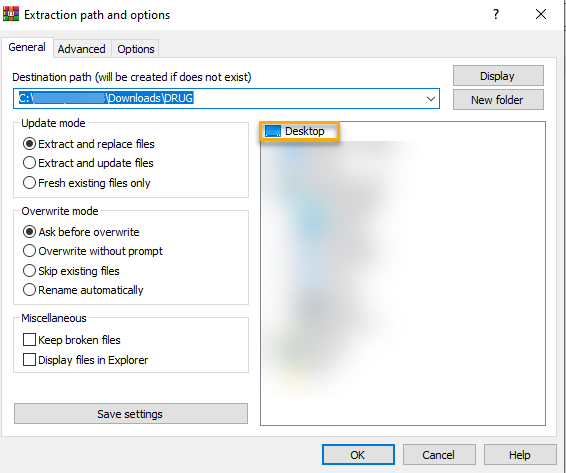 Extraction path and options
General Advanced Options
Destination path (will be created if does not exist)
Display
C:\ \Downloads\DRUG
New folder
Update mode
Extract and replace files
Extract and update files
Fresh existing files only
Overwrite mode
Ask before overwrite
Overwrite without prompt
Skip existing files
Rename automatically
Miscellaneous
Keep broken files
Display files in Explorer
Save settings
Desktop
OK Cancel Help